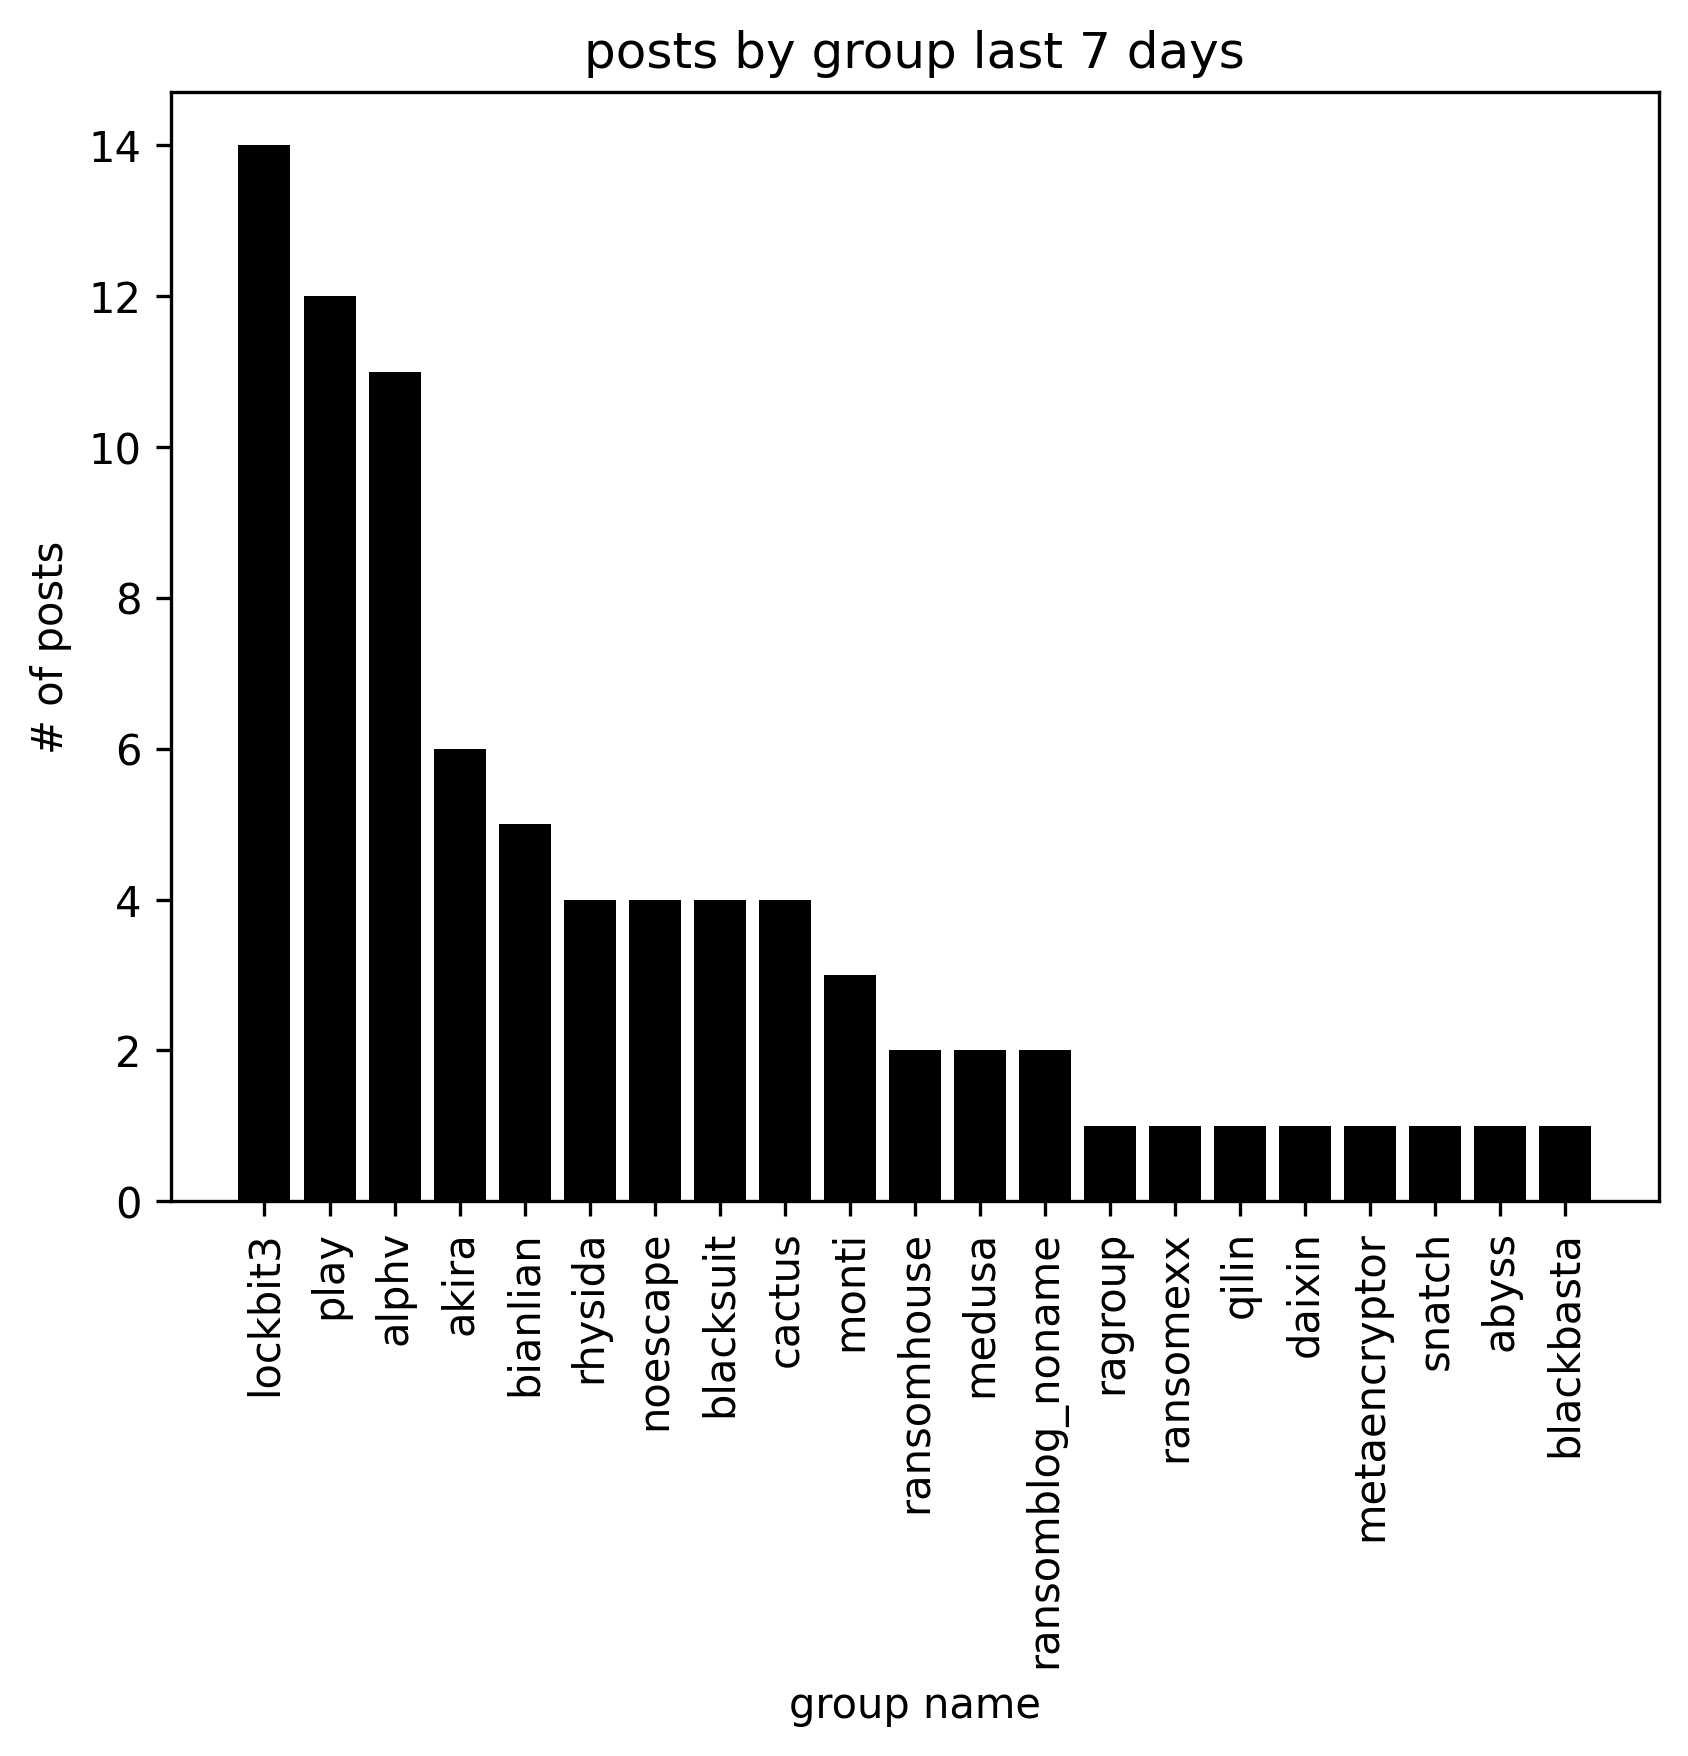 posts by group last 7 days
14
12
10
8
6
4
2
0
# of posts
lockbit3
play
alphv
akira
bianlian
rhysida
noescape
blacksuit
cactus
monti
ransomhouse
medusa
ransomblog_noname
ragroup
ransomexx
qilin
daixin
metaencryptor
snatch
abyss
blackbasta
group name